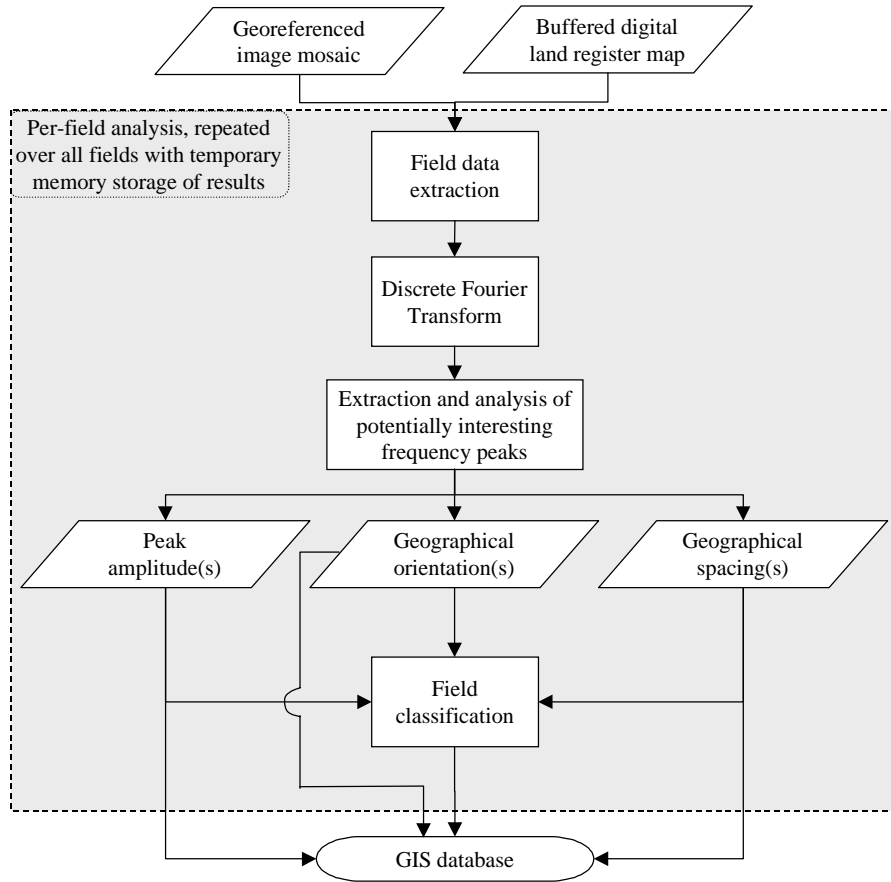 Georeferenced
image mosaic
Buffered digital
land register map
Per-field analysis, repeated
over all fields with temporary
memory storage of results
Field data
extraction
Discrete Fourier
Transform
Extraction and analysis of
potentially interesting
frequency peaks
Peak
amplitude(s)
Geographical
orientation(s)
Geographical
spacing(s)
Field
classification
GIS database